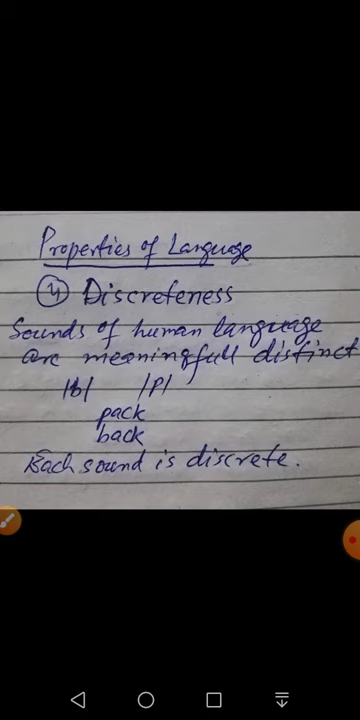 Properties of Language
4 Discreteness
Sounds of human language
are meaningfull distinct
/b/ /p/
pack
back
Each sound is discrete.